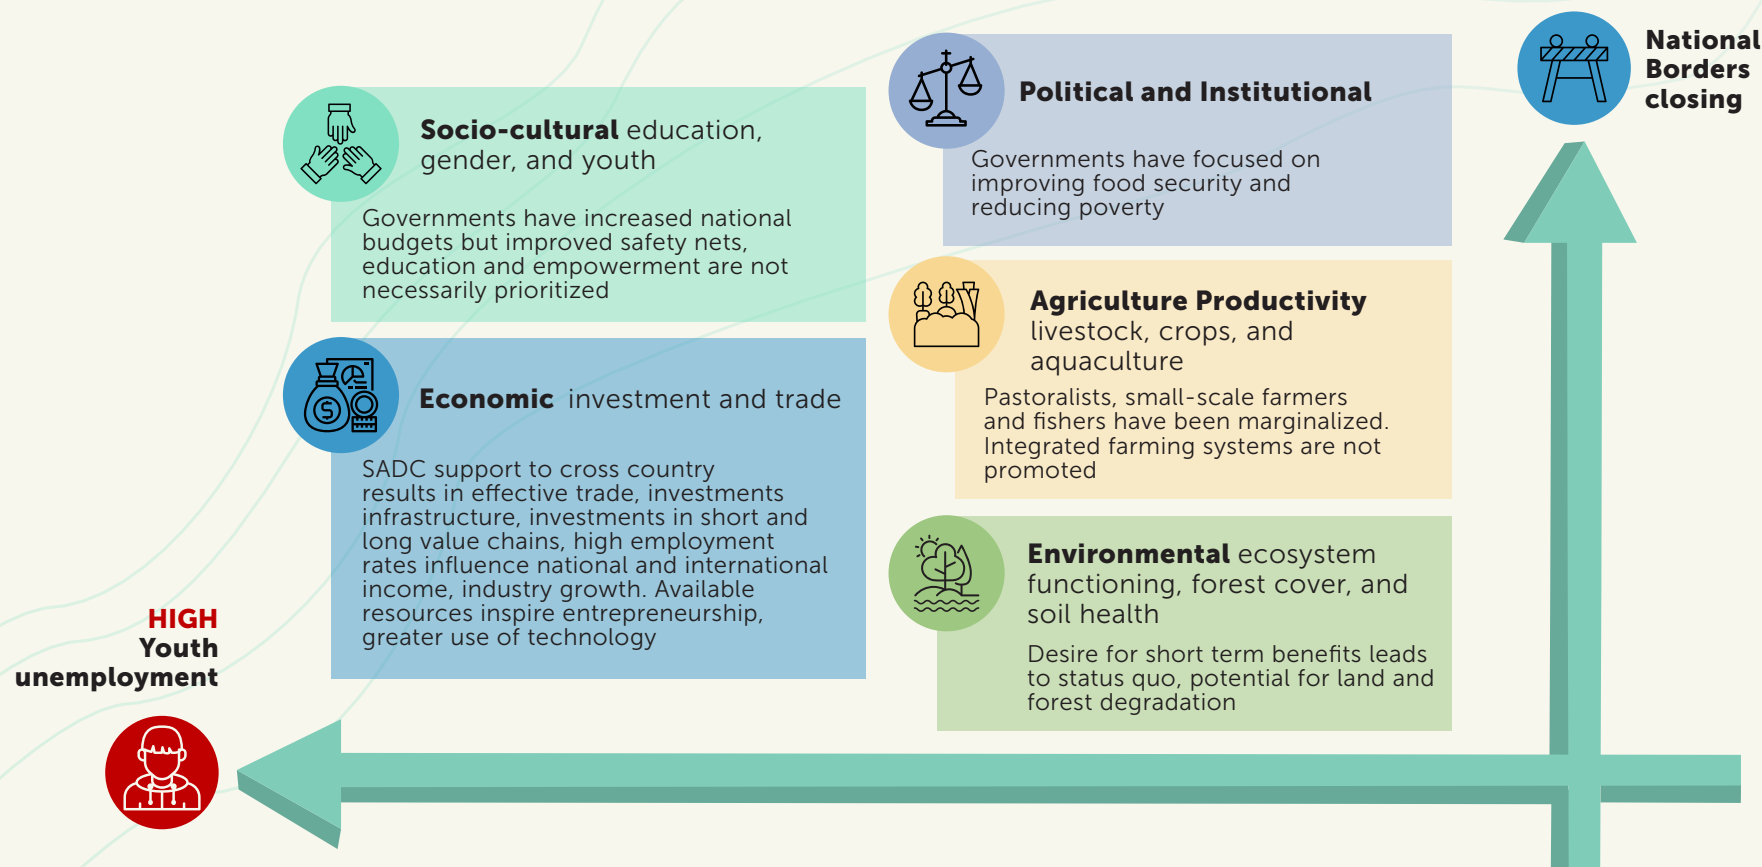 Socio-cultural education,
gender, and youth
Governments have increased national
budgets but improved safety nets,
education and empowerment are not
necessarily prioritized
Economic investment and trade
SADC support to cross country
results in effective trade, investments
infrastructure, investments in short and
long value chains, high employment
rates influence national and international
income, industry growth. Available
resources inspire entrepreneurship,
greater use of technology
Political and Institutional
Governments have focused on
improving food security and
reducing poverty
Agriculture Productivity
livestock, crops, and
aquaculture
Pastoralists, small-scale farmers
and fishers have been marginalized.
Integrated farming systems are not
promoted
Environmental ecosystem
functioning, forest cover, and
soil health
Desire for short term benefits leads
to status quo, potential for land and
forest degradation
National
Borders
closing
HIGH
Youth
unemployment